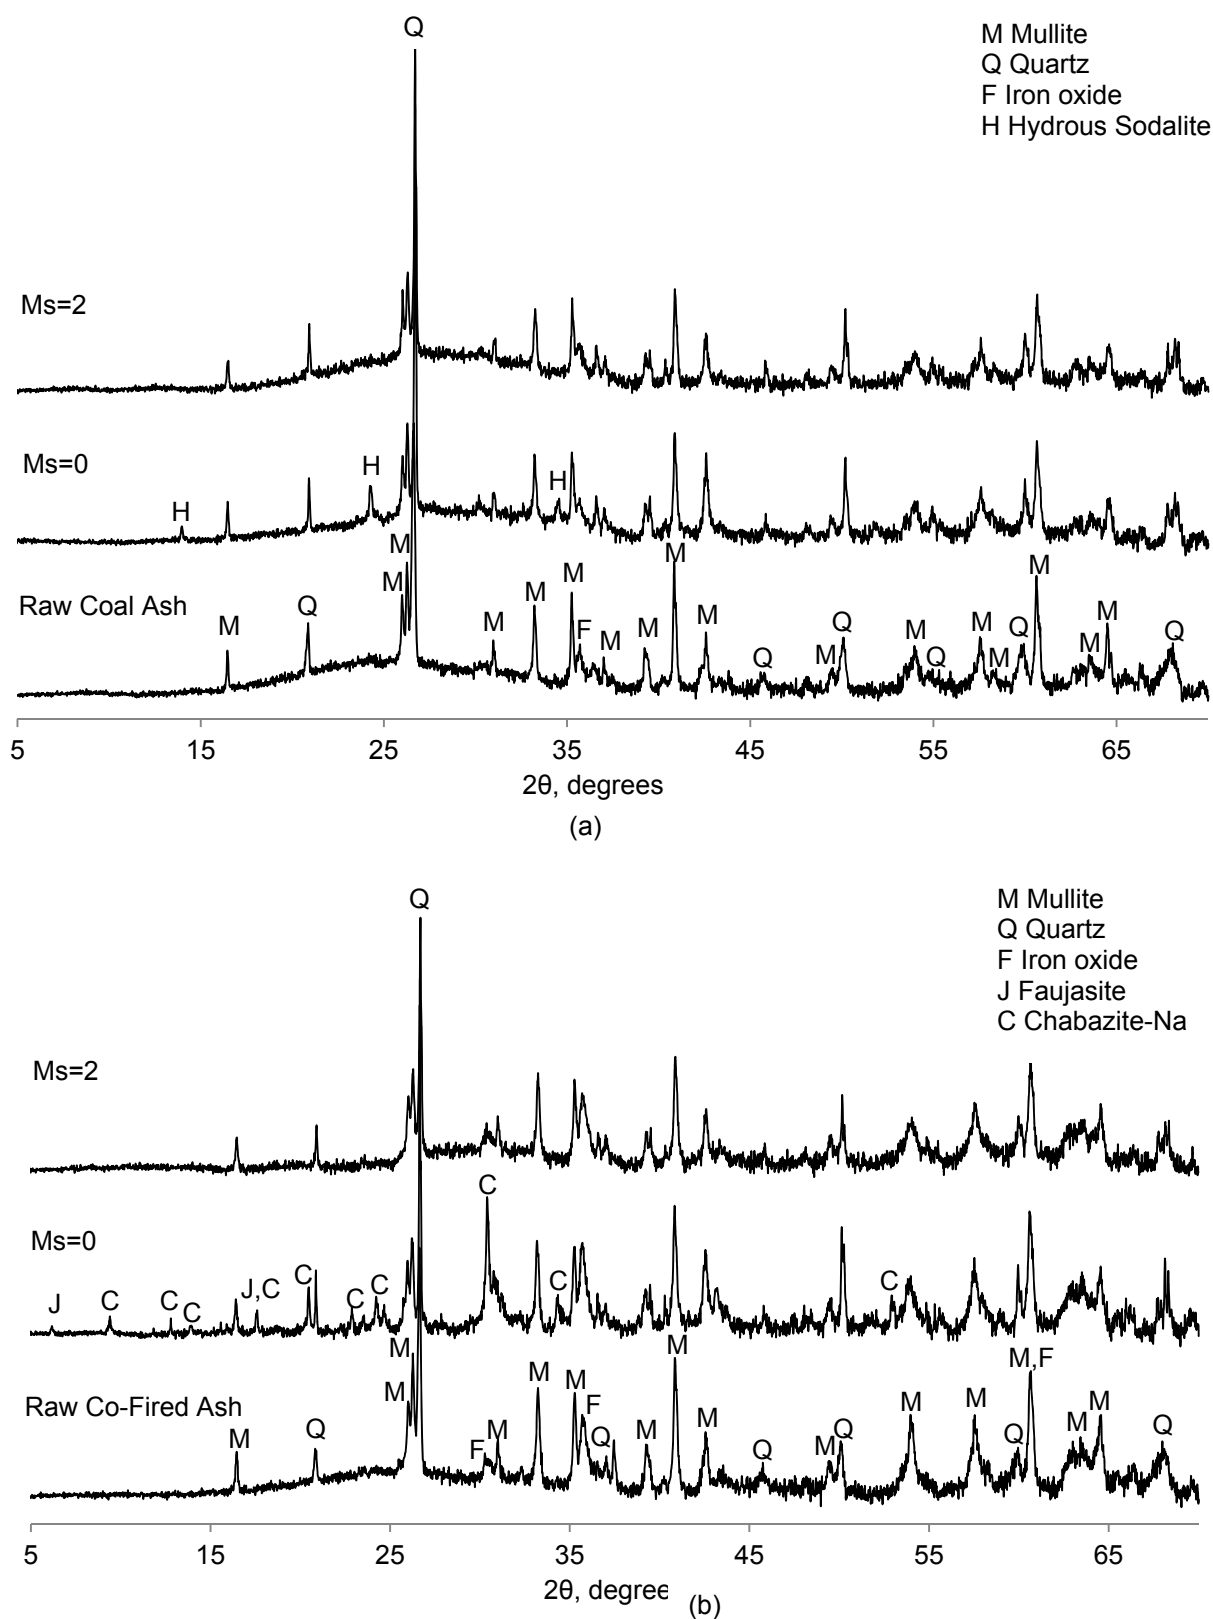 Q
M Mullite
Q Quartz
F Iron oxide
H Hydrous Sodalite
Ms=2
Ms=0
H
H
H
Raw Coal Ash
M
Q
M
M
M
M
M
F
M
M
M
M
Q
M
Q
M
Q
M
M
Q
M
M
M
Q
5 15 25 35 45 55 65
2θ, degrees
(a)
Q
M Mullite
Q Quartz
F Iron oxide
J Faujasite
C Chabazite-Na
Ms=2
Ms=0
J
C
C
C
J,C
C
C
C
C
C
C
Raw Co-Fired Ash
M
Q
M
M
F
M
M
M
F
Q
M
M
M
Q
M
Q
M
M
Q
M,F
M
M
Q
5 15 25 35 45 55 65
2θ, degree
(b)